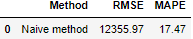 Method RMSE MAPE
0 Naive method 12355.97 17.47